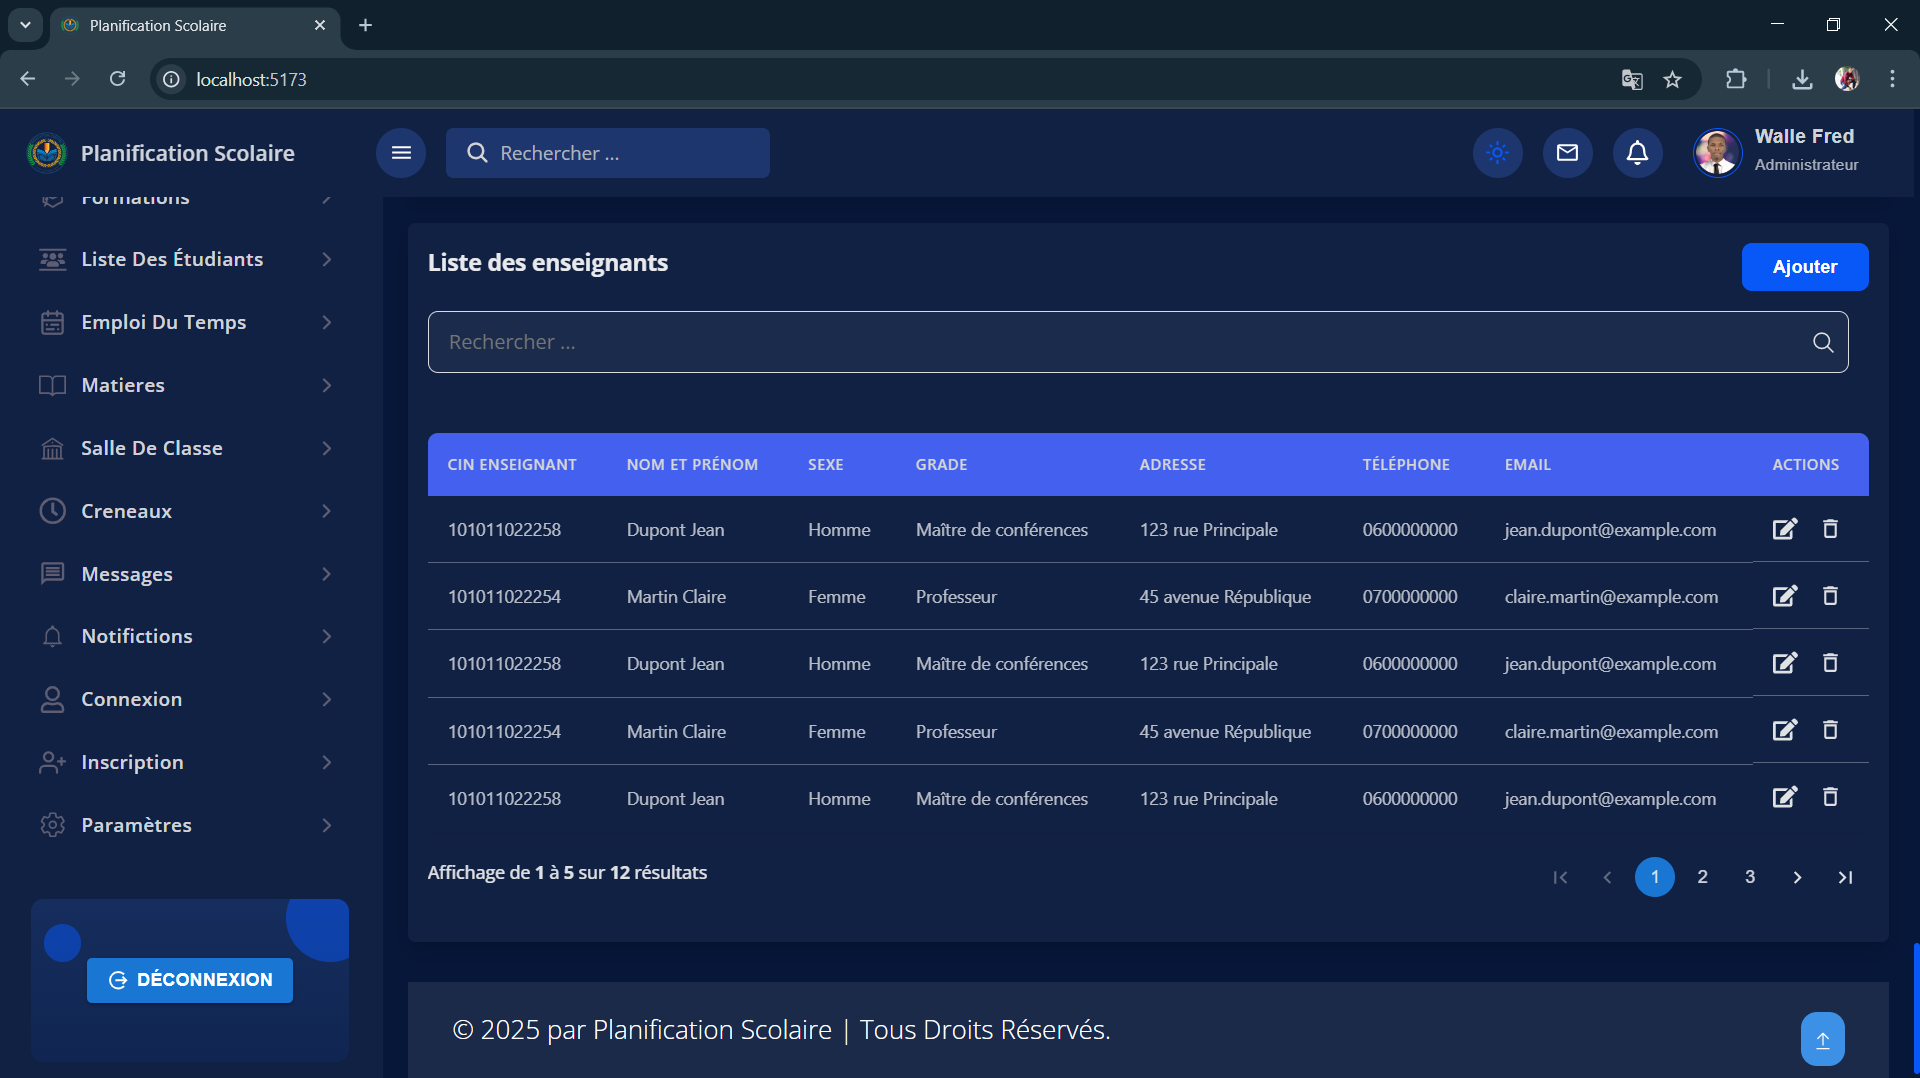 Planification Scolaire
localhost:5173
Planification Scolaire
Rechercher ...
Walle Fred
Administrateur
Formations
Liste Des Étudiants
Emploi Du Temps
Matieres
Salle De Classe
Creneaux
Messages
Notifictions
Connexion
Inscription
Paramètres
DÉCONNEXION
Liste des enseignants
Ajouter
Rechercher ...
CIN ENSEIGNANT NOM ET PRÉNOM SEXE GRADE ADRESSE TÉLÉPHONE EMAIL ACTIONS
101011022258 Dupont Jean Homme Maître de conférences 123 rue Principale 0600000000 jean.dupont@example.com
101011022254 Martin Claire Femme Professeur 45 avenue République 0700000000 claire.martin@example.com
101011022258 Dupont Jean Homme Maître de conférences 123 rue Principale 0600000000 jean.dupont@example.com
101011022254 Martin Claire Femme Professeur 45 avenue République 0700000000 claire.martin@example.com
101011022258 Dupont Jean Homme Maître de conférences 123 rue Principale 0600000000 jean.dupont@example.com
Affichage de 1 à 5 sur 12 résultats
1 2 3
© 2025 par Planification Scolaire | Tous Droits Réservés.